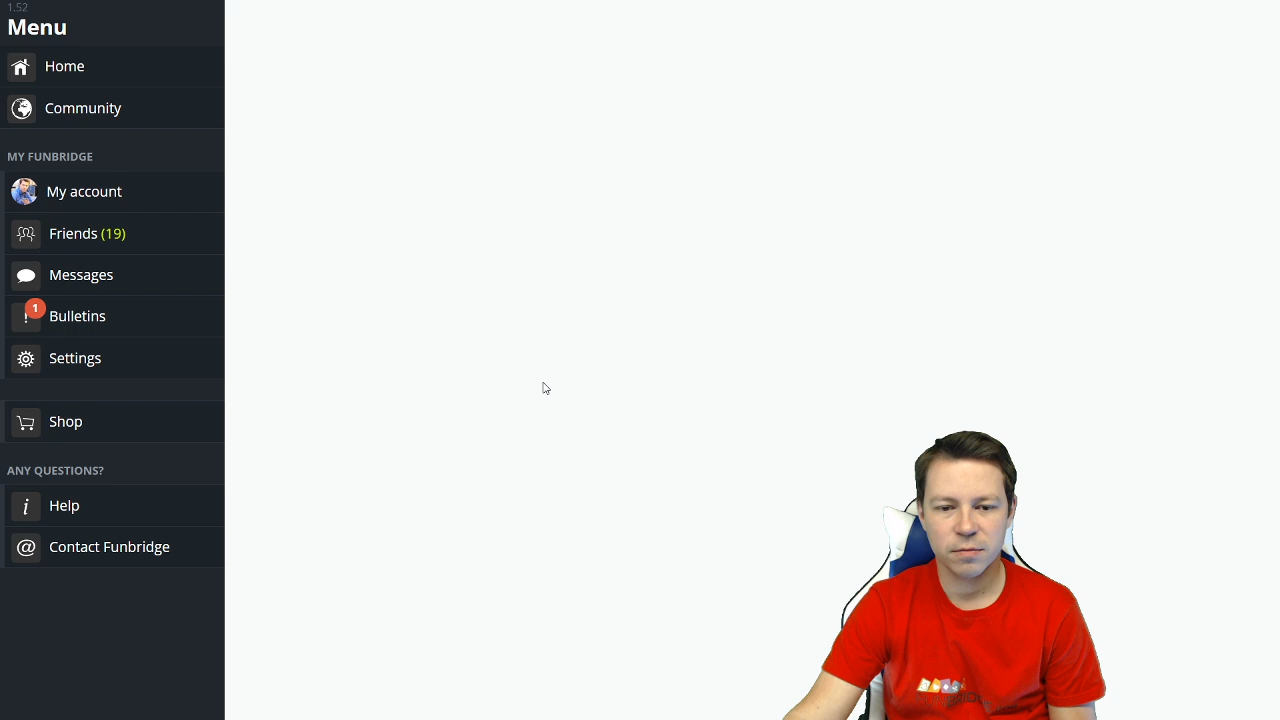 1.52
Menu
Home
Community
MY FUNBRIDGE
My account
Friends (19)
Messages
1
Bulletins
Settings
Shop
ANY QUESTIONS?
Help
Contact Funbridge